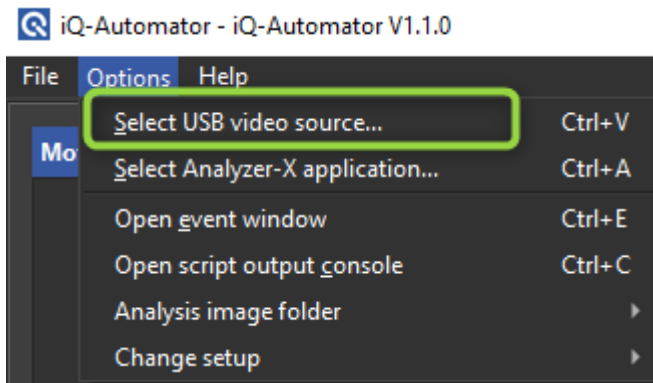 iQ-Automator - iQ-Automator V1.1.0
File Options Help
Select USB video source... Ctrl+V
Select Analyzer-X application... Ctrl+A
Open event window Ctrl+E
Open script output console Ctrl+C
Analysis image folder
Change setup